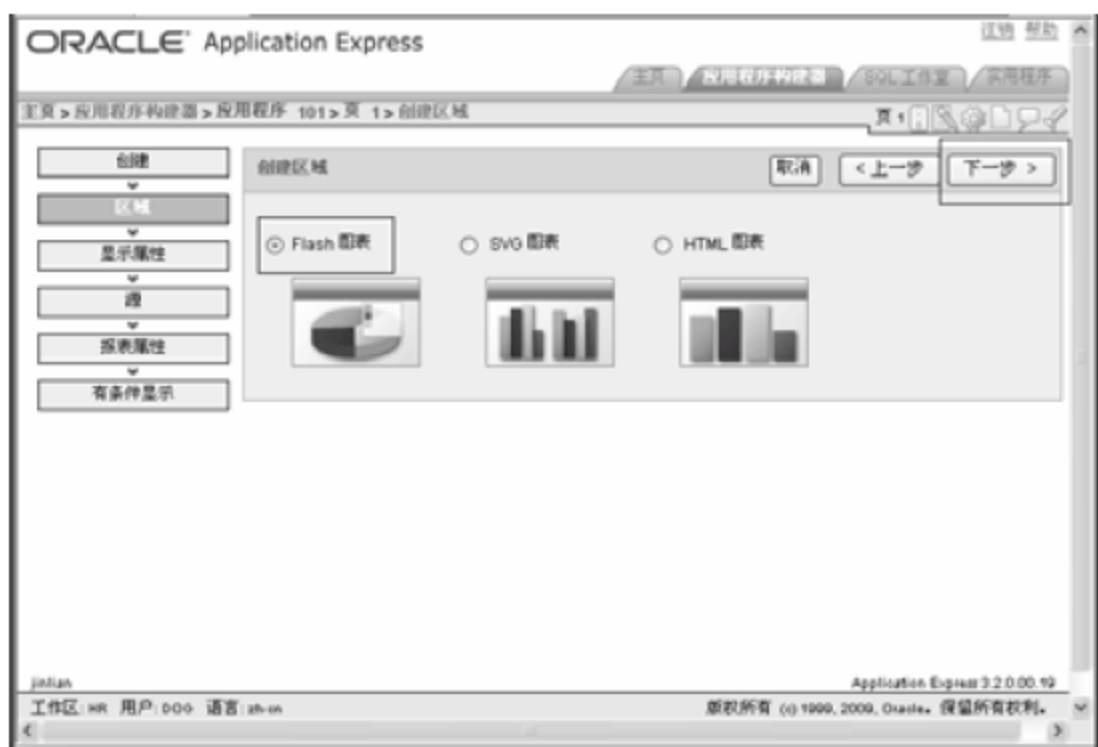 注销 帮助
ORACLE Application Express
主页 应用程序构建器 SQL工作室 实用程序
主页 > 应用程序构建器 > 应用程序 101 > 页 1 > 创建区域
页 1
创建
区域
显示属性
源
报表属性
有条件显示
创建区域
取消 < 上一步 下一步 >
Flash 图表 SVG 图表 HTML 图表
jinlian
Application Express 3.2.0.00.19
工作区: HR 用户: DOG 语言: zh-cn
版权所有 (c) 1999, 2009, Oracle。保留所有权利。